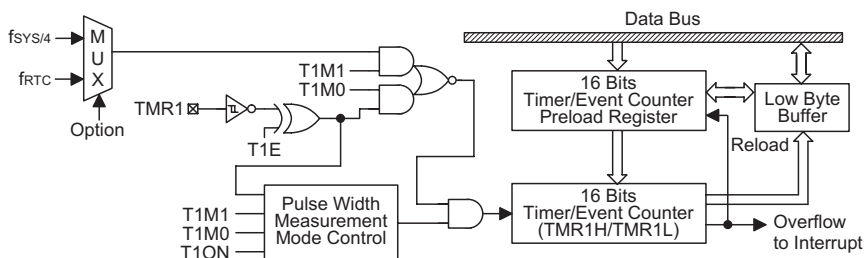 Data Bus
fSYS/4
fRTC
M
U
X
Option
T1M1
T1M0
TMR1
T1E
16 Bits
Timer/Event Counter
Preload Register
Low Byte
Buffer
Reload
T1M1
T1M0
T1ON
Pulse Width
Measurement
Mode Control
16 Bits
Timer/Event Counter
(TMR1H/TMR1L)
Overflow
to Interrupt